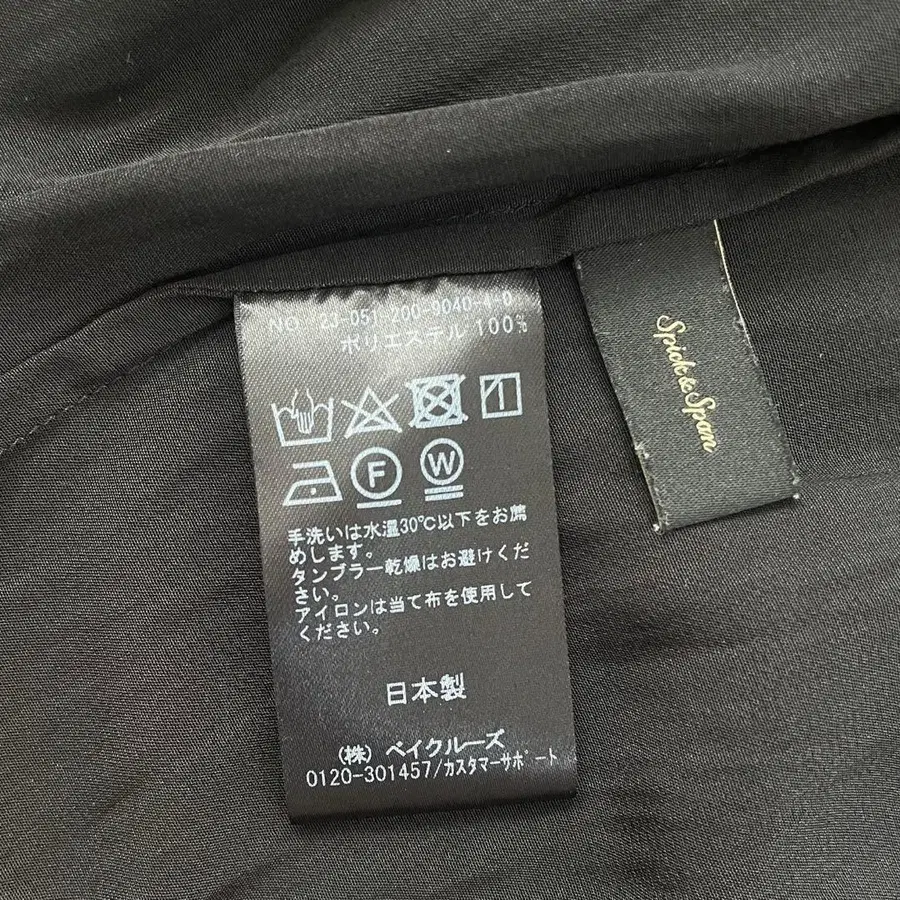 NO 23-051 200-9040-4-0
ポリエステル 100%
F
W
手洗いは水温30℃以下をお薦
めします。
タンブラー乾燥はお避けくだ
さい。
アイロンは当て布を使用して
ください。
日本製
(株) ベイクルーズ
0120-301457/カスタマーサポート
Spick & Span